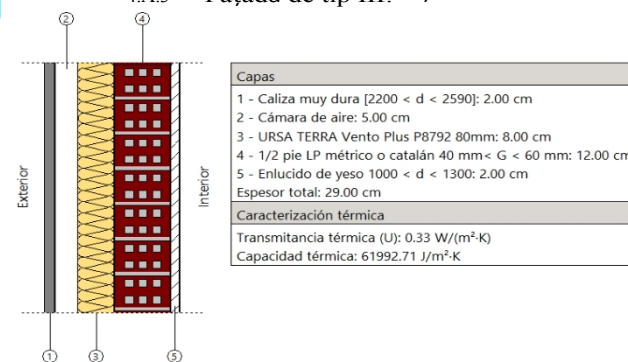 Façada de tip III.
2
4
Exterior
Interior
1
3
5
Capas
1 - Caliza muy dura [2200 < d < 2590]: 2.00 cm
2 - Cámara de aire: 5.00 cm
3 - URSA TERRA Vento Plus P8792 80mm: 8.00 cm
4 - 1/2 pie LP métrico o catalán 40 mm< G < 60 mm: 12.00 cm
5 - Enlucido de yeso 1000 < d < 1300: 2.00 cm
Espesor total: 29.00 cm
Caracterización térmica
Transmitancia térmica (U): 0.33 W/(m²·K)
Capacidad térmica: 61992.71 J/m²·K